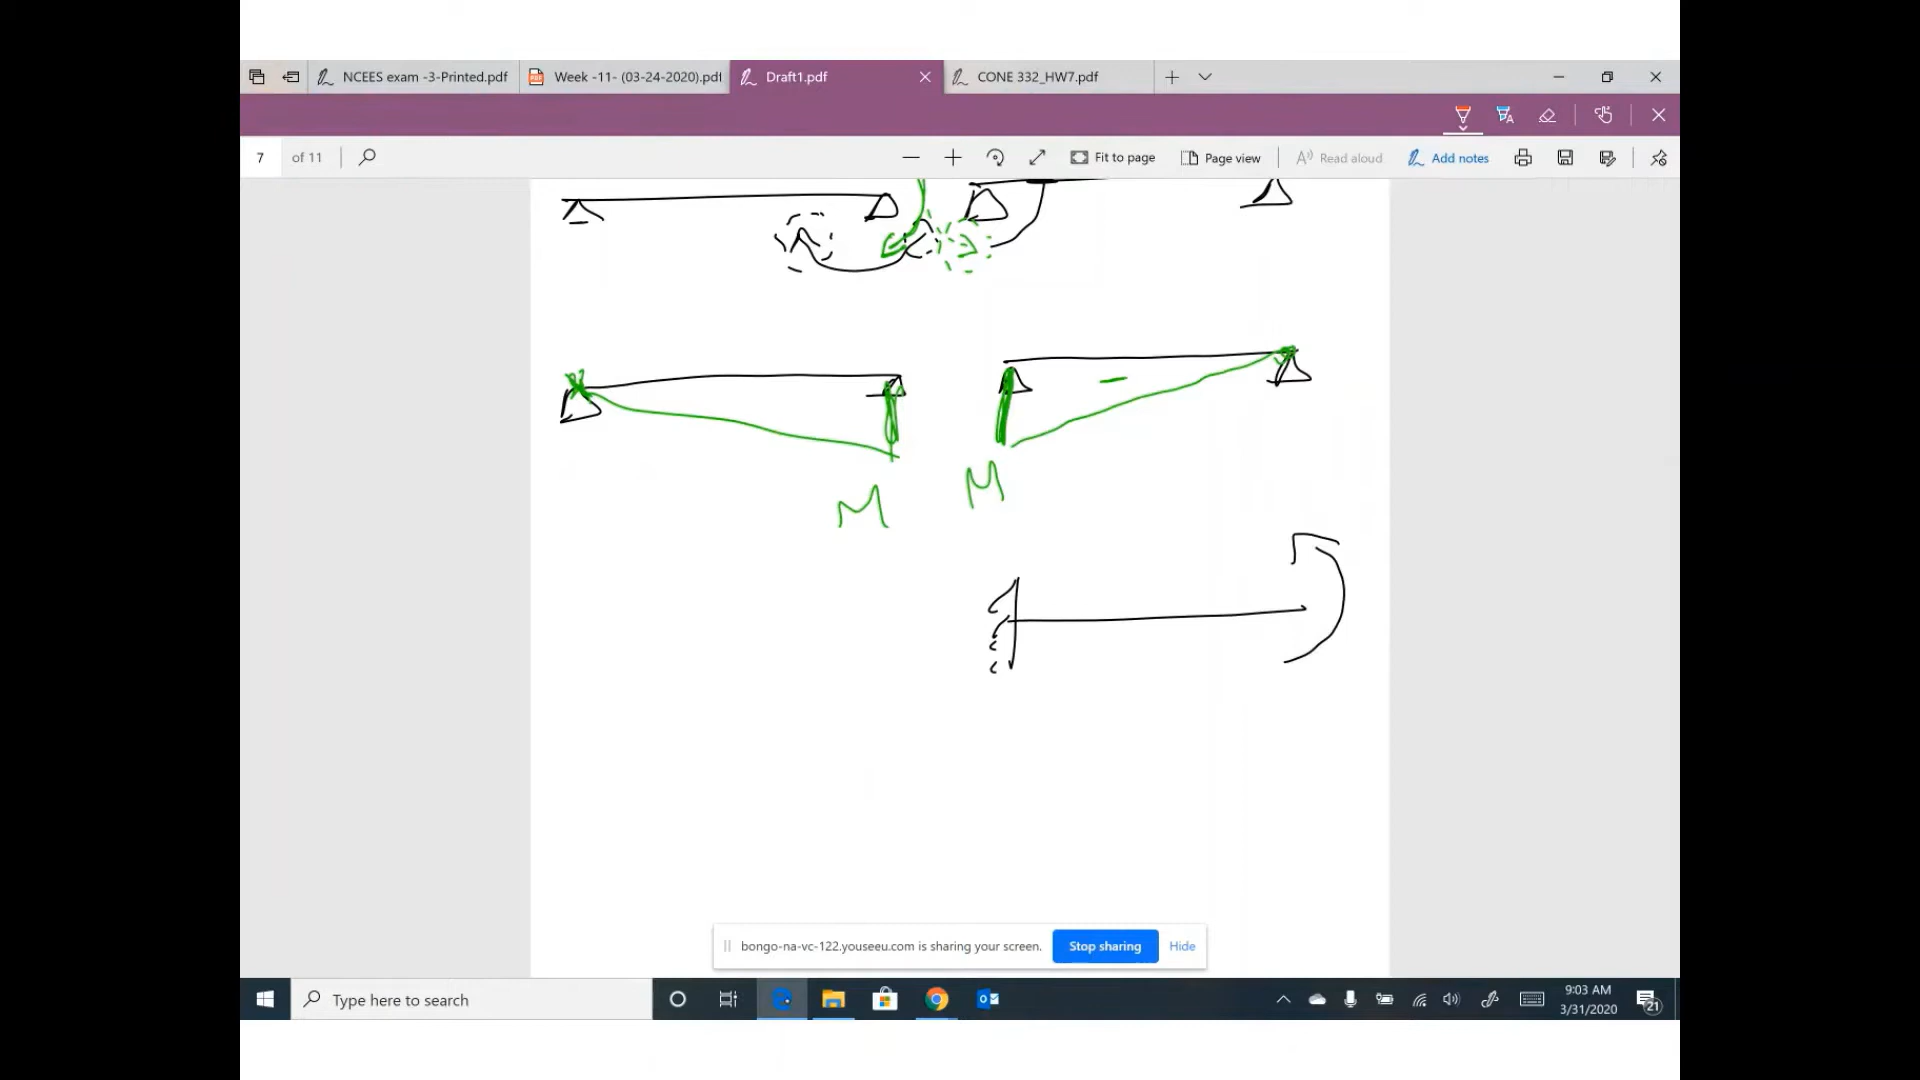 NCEES exam -3-Printed.pdf
Week -11- (03-24-2020).pdf
Draft1.pdf
CONE 332_HW7.pdf
7 of 11
Fit to page
Page view
Read aloud
Add notes
M
M
bongo-na-vc-122.youseeu.com is sharing your screen.
Stop sharing
Hide
Type here to search
9:03 AM
3/31/2020
21